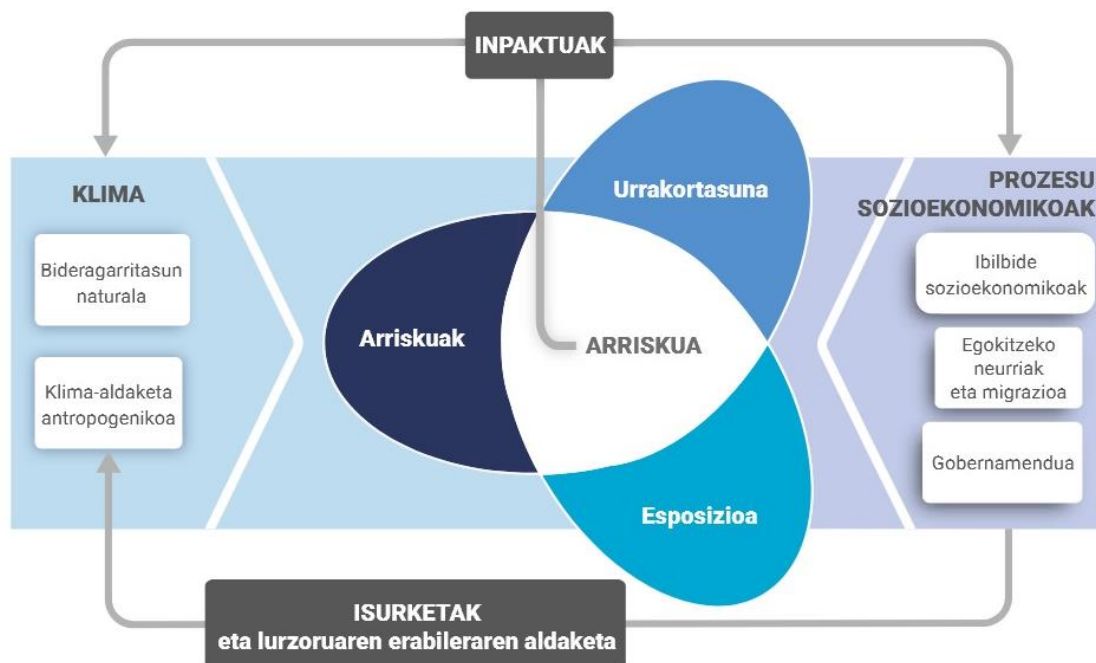 INPAKTUAK
KLIMA
Bideragarritasun
naturala
Klima-aldaketa
antropogenikoa
Urrakortasuna
Arriskuak
ARRISKUA
Esposizioa
PROZESU
SOZIOEKONOMIKOAK
Ibilbide
sozioekonomikoak
Egokitzeko
neurriak
eta migrazioa
Gobernamendua
ISURKETAK
eta lurzoruaren erabileraren aldaketa